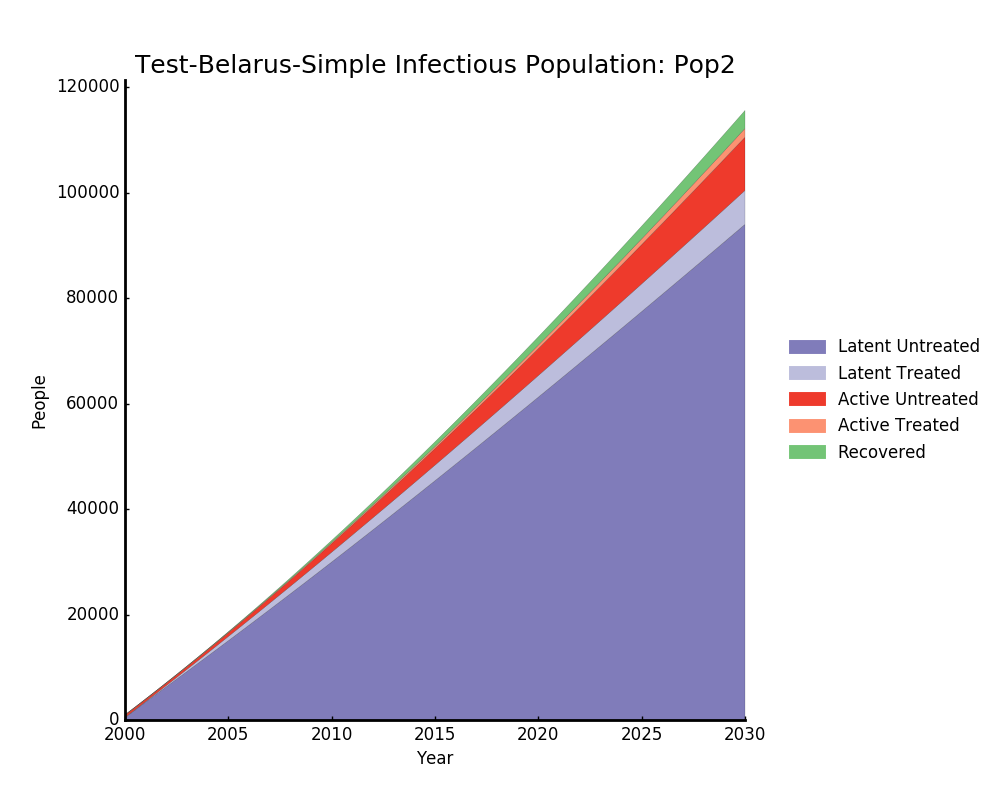 Test-Belarus-Simple Infectious Population: Pop2
120000
100000
80000
60000
40000
20000
0
People
2000 2005 2010 2015 2020 2025 2030
Year
Latent Untreated
Latent Treated
Active Untreated
Active Treated
Recovered